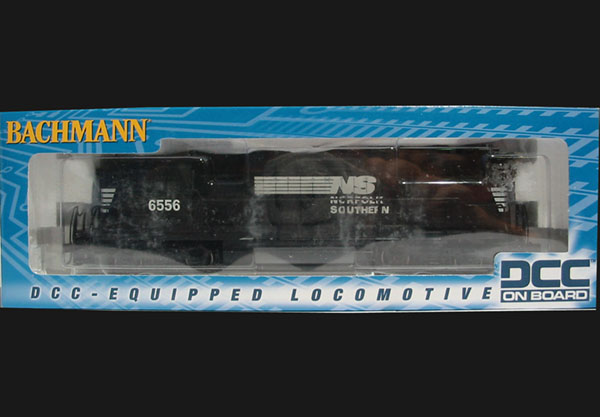 BACHMANN
6556
NS
NORFOLK
SOUTHERN
DCC-EQUIPPED LOCOMOTIVE
DCC
ON BOARD